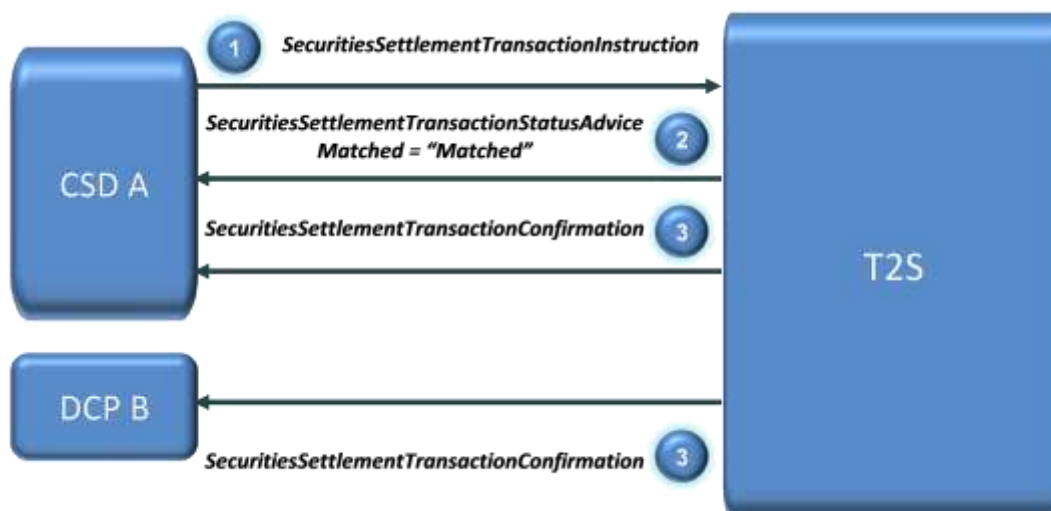 1
SecuritiesSettlementTransactionInstruction
SecuritiesSettlementTransactionStatusAdvice
Matched = “Matched”
2
CSD A
SecuritiesSettlementTransactionConfirmation
3
T2S
DCP B
SecuritiesSettlementTransactionConfirmation
3